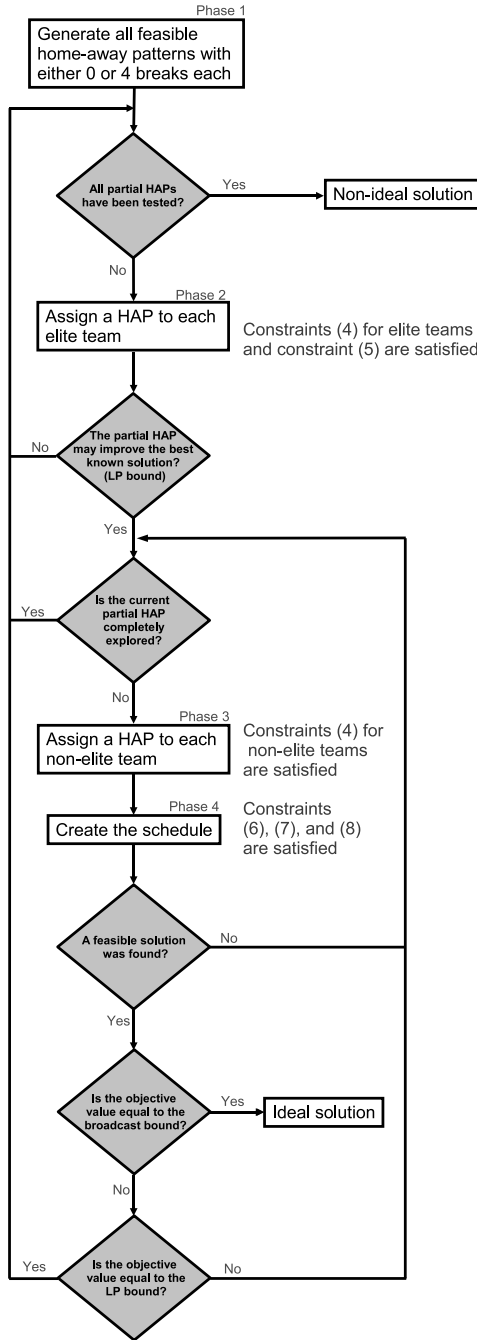 Phase 1
Generate all feasible
home-away patterns with
either 0 or 4 breaks each
All partial HAPs
have been tested?
Yes
Non-ideal solution
No
Phase 2
Assign a HAP to each
elite team
Constraints (4) for elite teams
and constraint (5) are satisfied
The partial HAP
may improve the best
known solution?
(LP bound)
No
Yes
Is the current
partial HAP
completely
explored?
Yes
No
Phase 3
Assign a HAP to each
non-elite team
Constraints (4) for
non-elite teams
are satisfied
Phase 4
Create the schedule
Constraints
(6), (7), and (8)
are satisfied
A feasible solution
was found?
No
Yes
Is the objective
value equal to the
broadcast bound?
Yes
Ideal solution
No
Is the objective
value equal to the
LP bound?
Yes
No